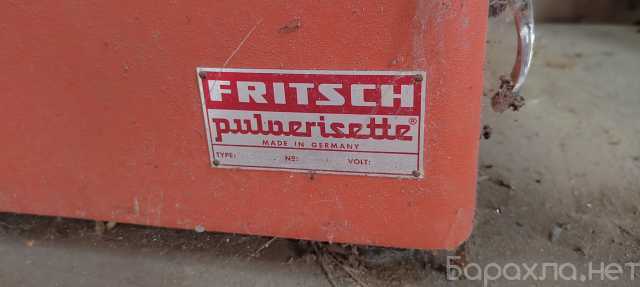 FRITSCH
pulverisette®
MADE IN GERMANY
TYPE: Nº: VOLT:
Барахла.нет